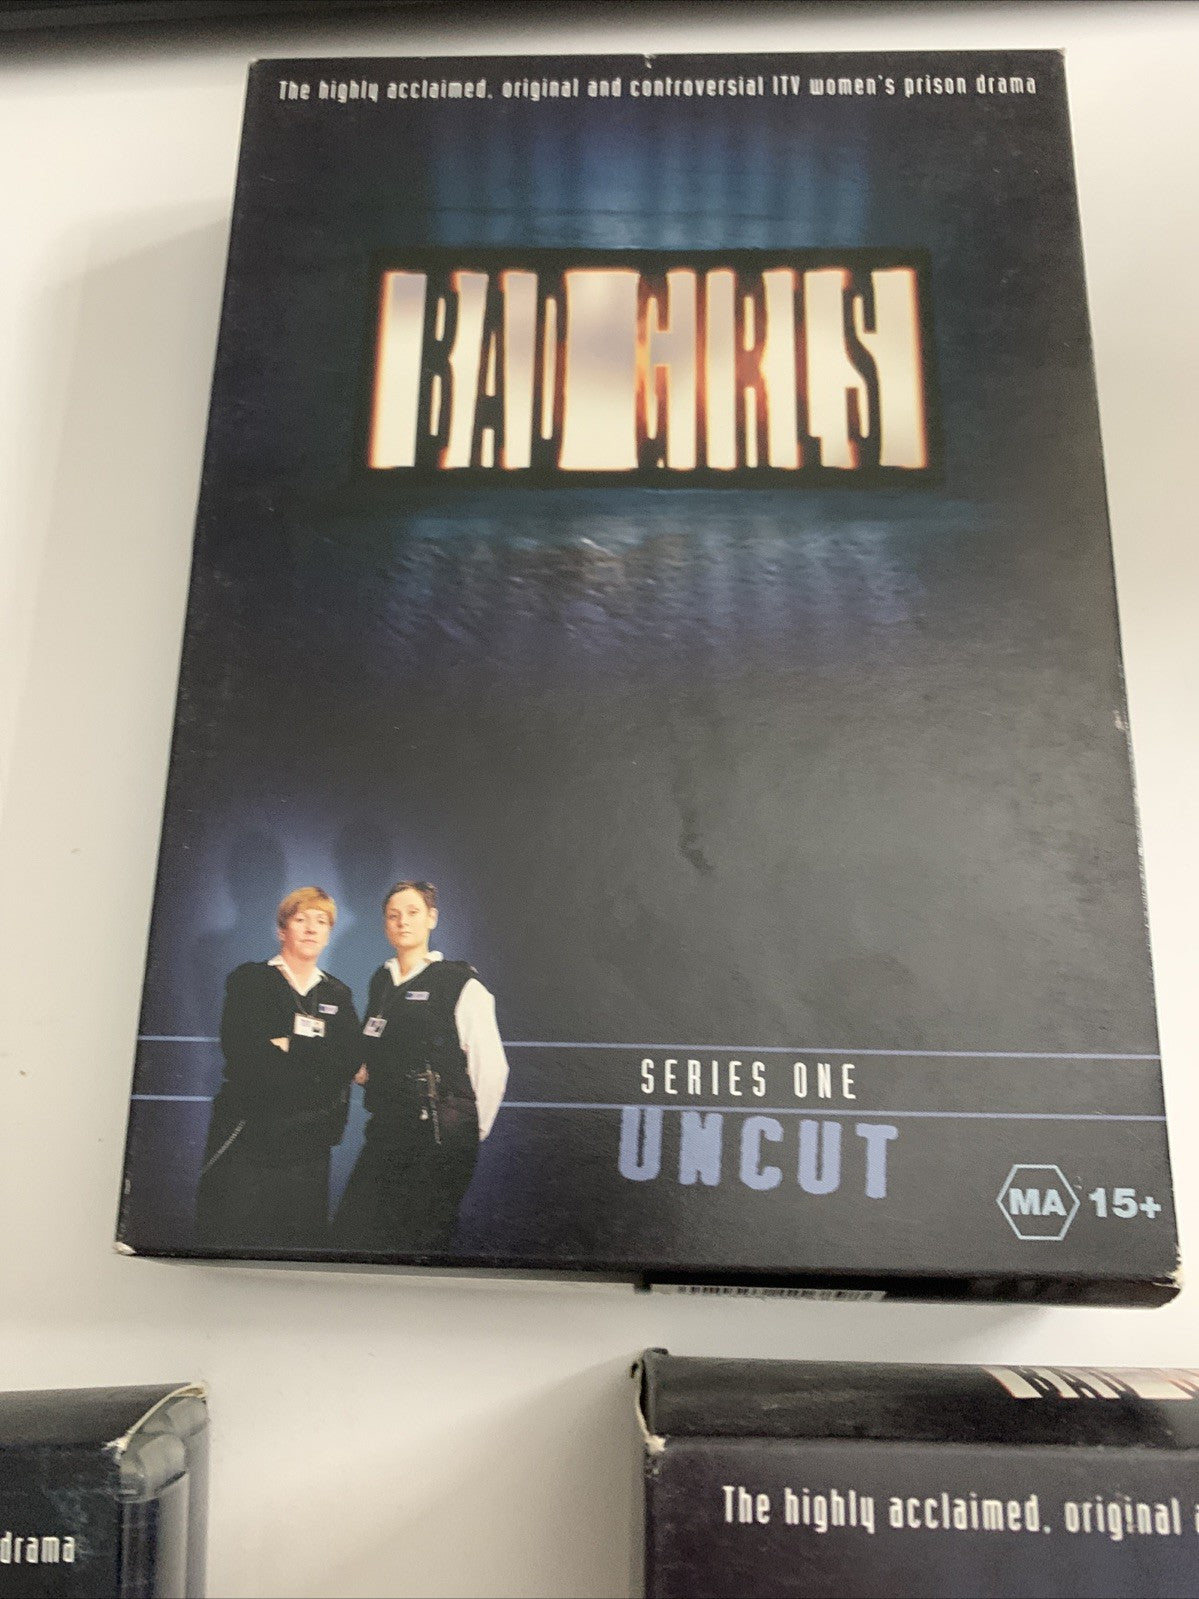 The highly acclaimed, original and controversial ITV women's prison drama
BAD GIRLS
SERIES ONE
UNCUT
MA 15+
drama
The highly acclaimed, original